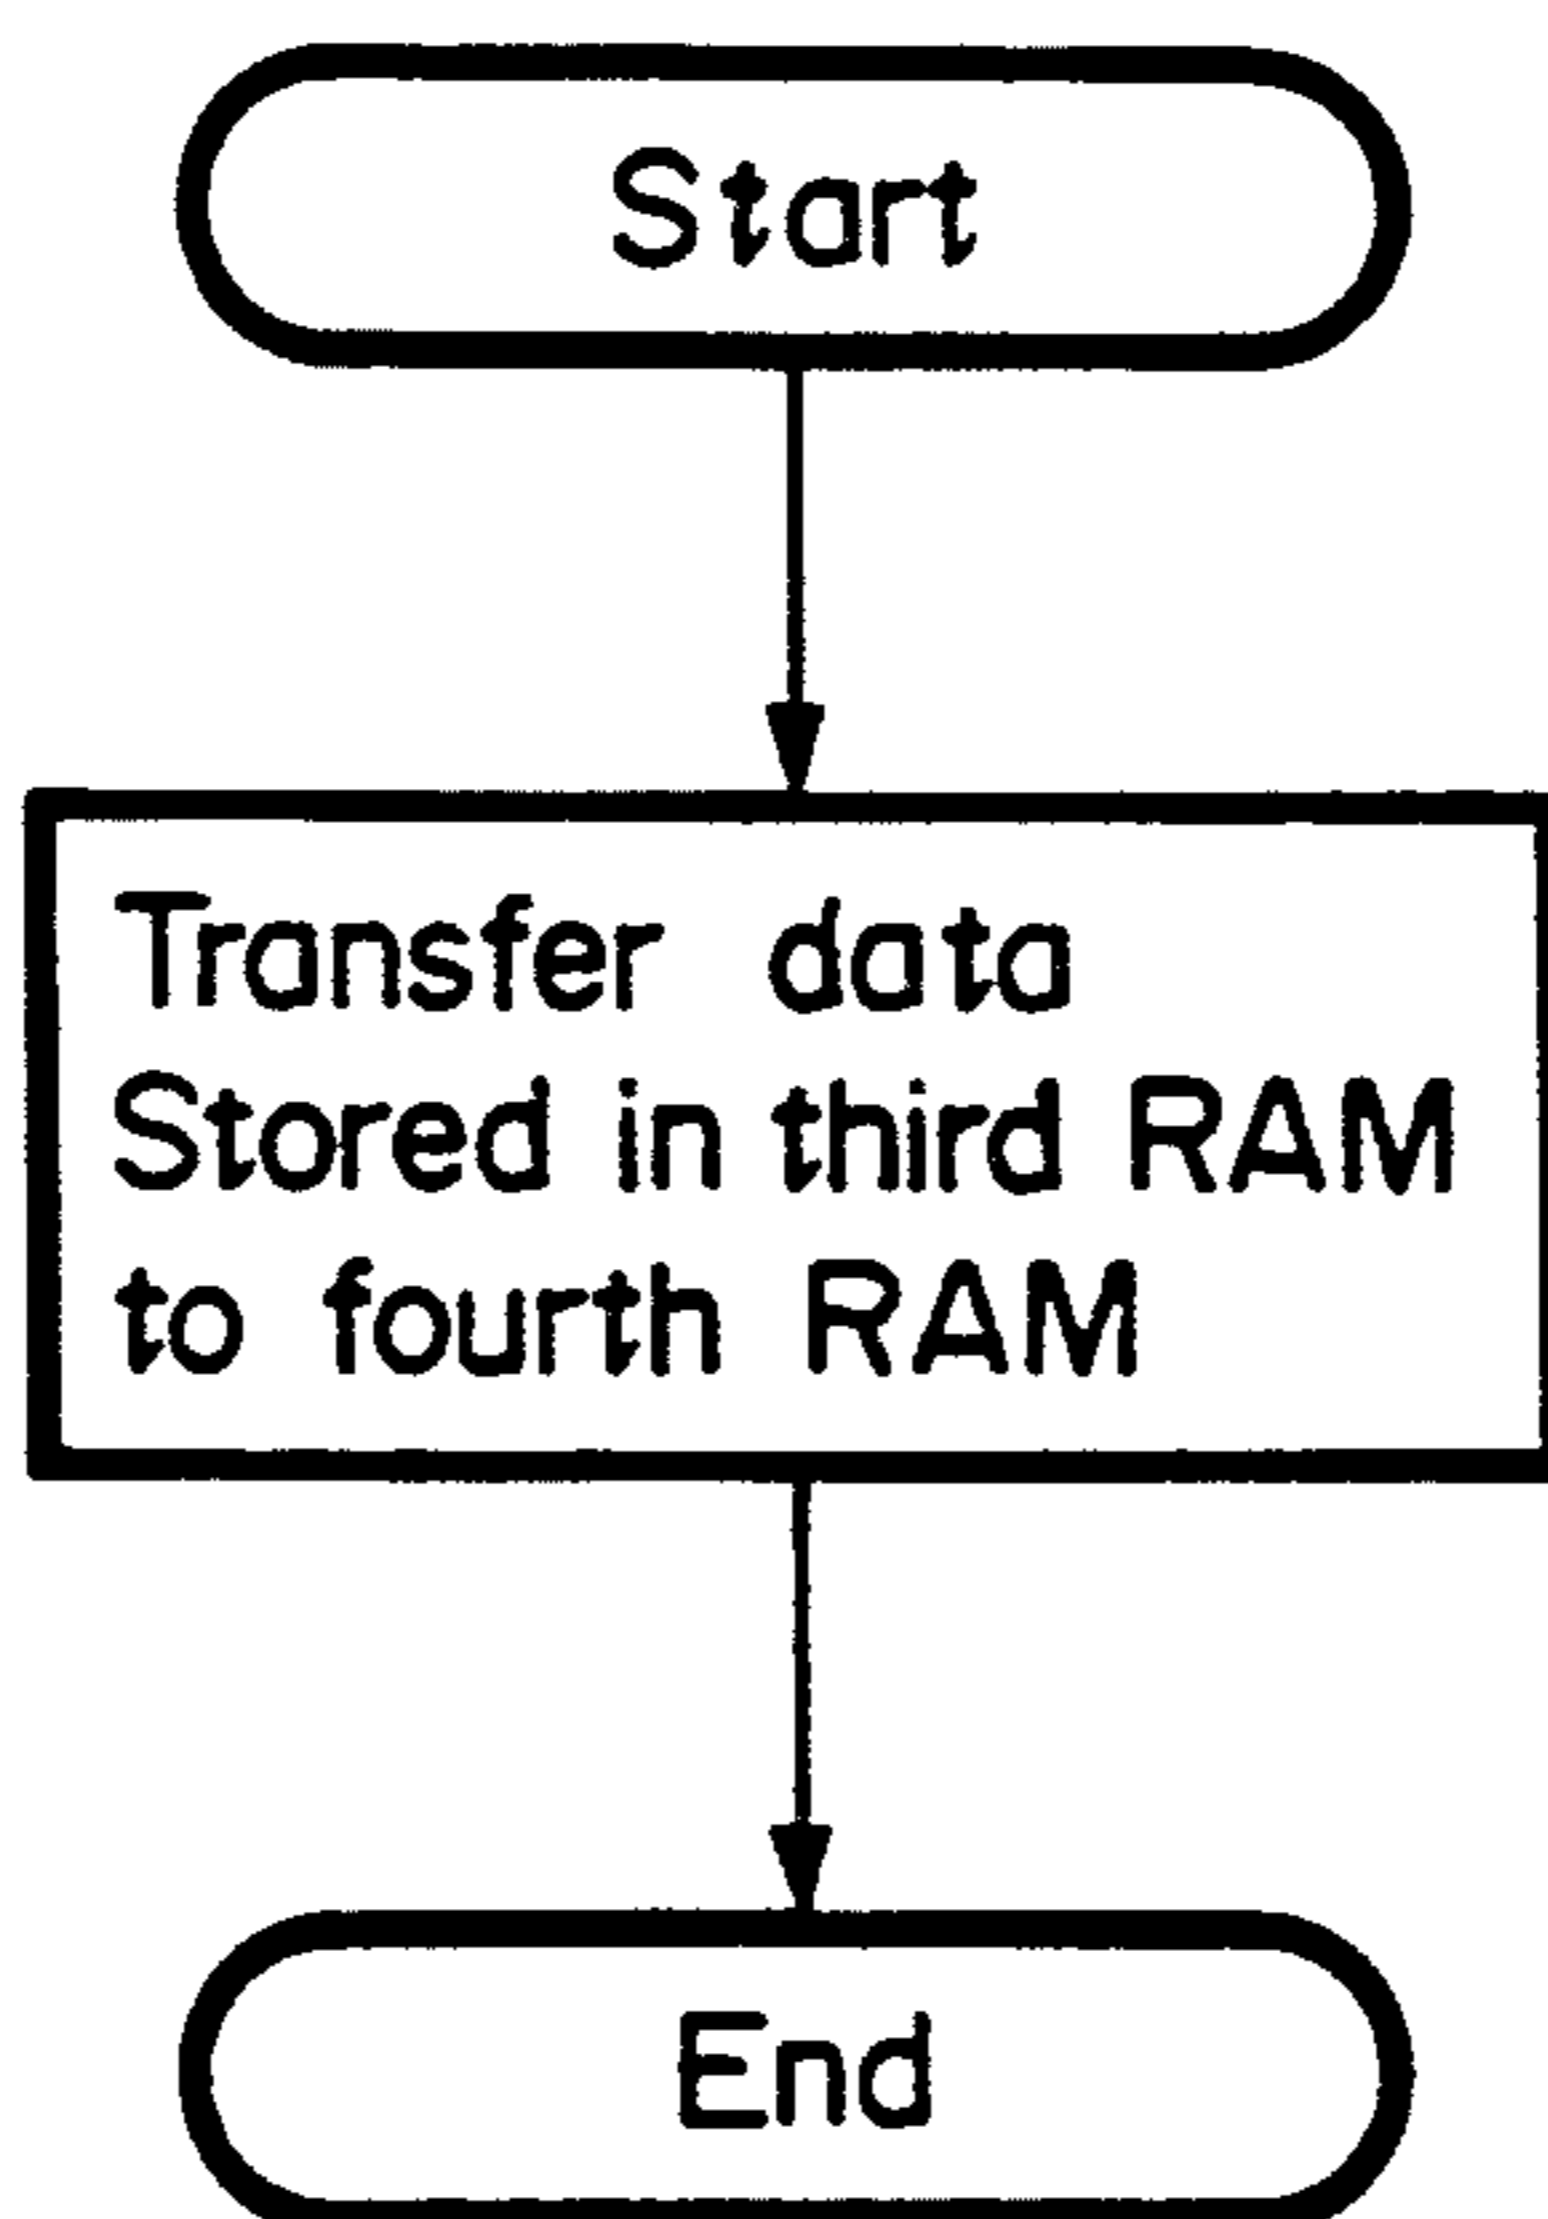 Start
Transfer data
Stored in third RAM
to fourth RAM
End